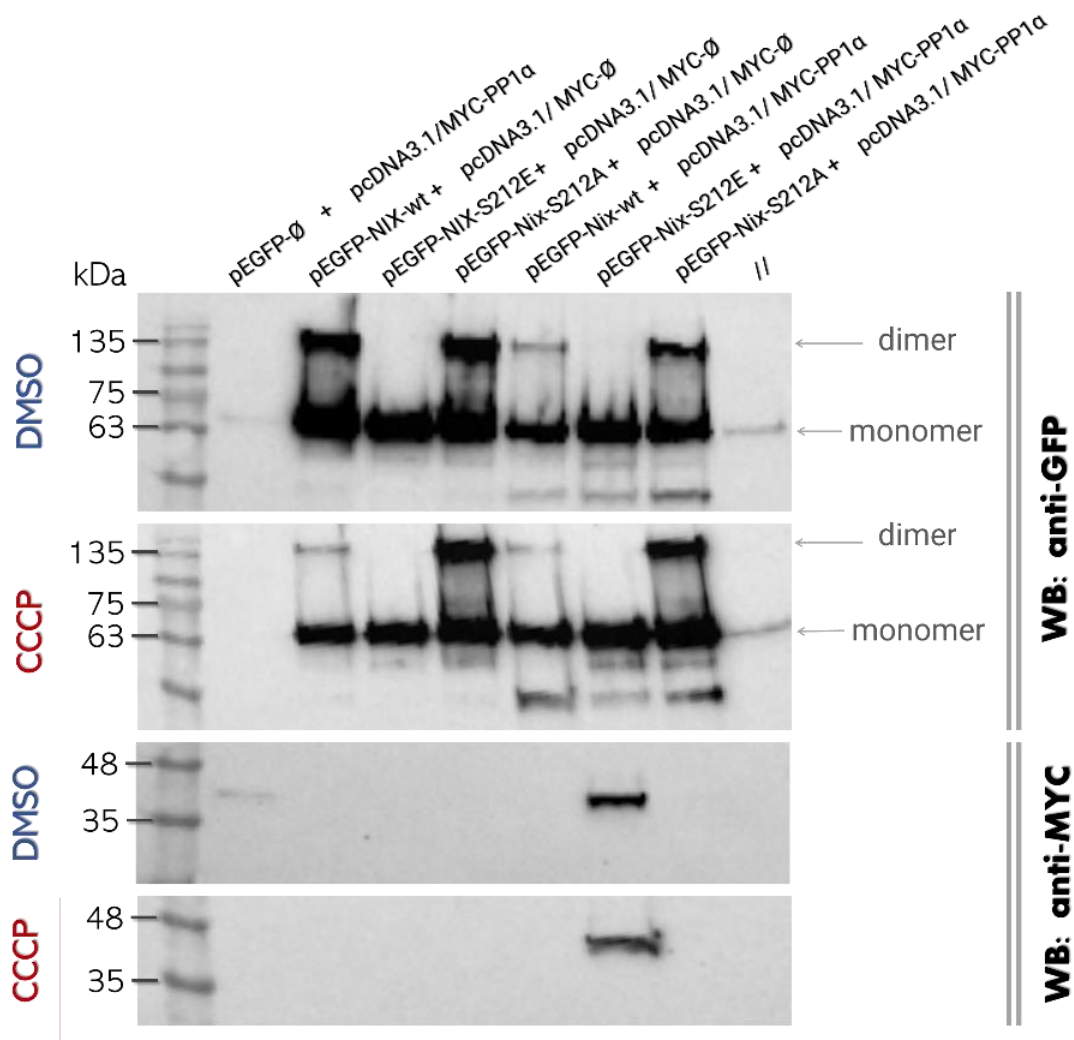 pEGFP-Ø + pcDNA3.1/MYC-PP1α
pEGFP-NIX-wt + pcDNA3.1/ MYC-Ø
pEGFP-NIX-S212E+ pcDNA3.1/ MYC-Ø
pEGFP-Nix-S212A + pcDNA3.1/ MYC-Ø
pEGFP-Nix-wt + pcDNA3.1/ MYC-PP1α
pEGFP-Nix-S212E + pcDNA3.1/ MYC-PP1α
pEGFP-Nix-S212A + pcDNA3.1/ MYC-PP1α
//
kDa
DMSO
135
75
63
dimer
monomer
CCCP
135
75
63
dimer
monomer
WB: anti-GFP
DMSO
48
35
CCCP
48
35
WB: anti-MYC